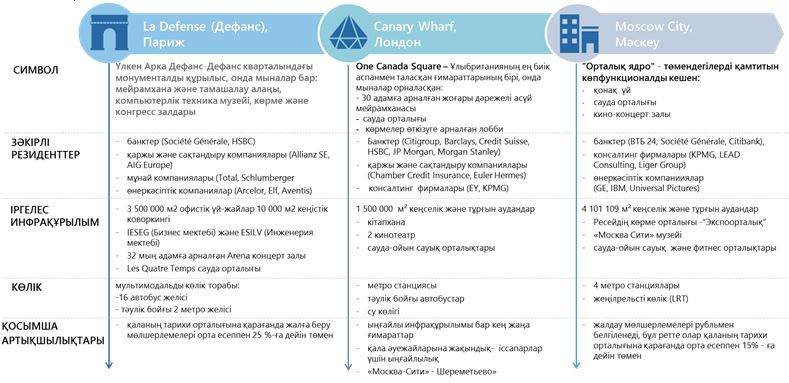 La Defense (Дефанс),
Париж
Canary Wharf,
Лондон
Moscow City,
Мәскеу
СИМВОЛ
Үлкен Арка Дефанс-Дефанс кварталындағы
монументалды құрылыс, онда мыналар бар:
мейрамхана және тамашалау алаңы,
компьютерлік техника музейі, көрме және
конгресс залдары
One Canada Square – Ұлыбританияның ең биік
аспанмен таласқан ғимараттарының бірі, онда
мыналар орналасқан:
- 30 адамға арналған жоғары дәрежелі асүй
мейрамханасы
- сауда орталығы
- көрмелер өткізуге арналған лобби
"Орталық ядро" - төмендегілерді қамтитын
көпфункционалды кешен:
- қонақ үй
- сауда орталығы
- кино-концерт залы
ЗӘКІРЛІ
РЕЗИДЕНТТЕР
- банктер (Société Générale, HSBC)
- қаржы және сақтандыру компаниялары (Allianz SE,
AIG Europe)
- мұнай компаниялары (Total, Schlumberger
- өнеркәсіптік компаниялар (Arcelor, Elf, Aventis)
- Банктер (Citigroup, Barclays, Credit Suisse,
HSBC, JP Morgan, Morgan Stanley)
- қаржы және сақтандыру компаниялары
(Chamber Credit Insurance, Euler Hermes)
- консалтинг фирмалары (EY, KPMG)
- банктер (ВТБ 24, Société Générale, Citibank),
- консалтинг фирмалары (KPMG, LEAD
Consulting, Liger Group)
- өнеркәсіптік компаниялар
(GE, IBM, Universal Pictures)
ІРГЕЛЕС
ИНФРАҚҰРЫЛЫМ
- 3 500 000 м2 офистік үй-жайлар 10 000 м2 кеңістік
коворкингі
- IESEG (Бизнес мектебі) және ESILV (Инженерия
мектебі)
- 32 мың адамға арналған Arena концерт залы
- Les Quatre Temps сауда орталығы
1 500 000 м² кеңселік және тұрғын аудандар
- кітапхана
- 2 кинотеатр
- сауда-ойын сауық орталықтары
4 101 109 м² кеңселік және тұрғын аудандар
- Ресейдің көрме орталығы -"Экспоорталық"
- «Москва Сити» музейі
- сауда-ойын сауық және фитнес орталықтары
КӨЛІК
мультимодальды көлік торабы:
-16 автобус желісі
- тәулік бойғы 2 метро желісі
- метро станцясы
- тәулік бойғы автобустар
- су көлігі
- 4 метро станциялары
- жеңілрельсті көлік (LRT)
ҚОСЫМША
АРТЫҚШЫЛЫҚТАРЫ
- қаланың тарихи орталығына қарағанда жалға беру
мөлшерлемелері орта есеппен 25 %-ға дейін төмен
- ыңғайлы инфрақұрылымы бар кең жаңа
ғимараттар
- қала әуежайларына жақындық- іссапарлар
үшін ыңғайлылық
- «Москва-Сити» - Шереметьево»
- жалдау мөлшерлемелері рубльмен
белгіленеді, бұл ретте олар қаланың тарихи
орталығына қарағанда орта есеппен 15% - ға
дейін төмен